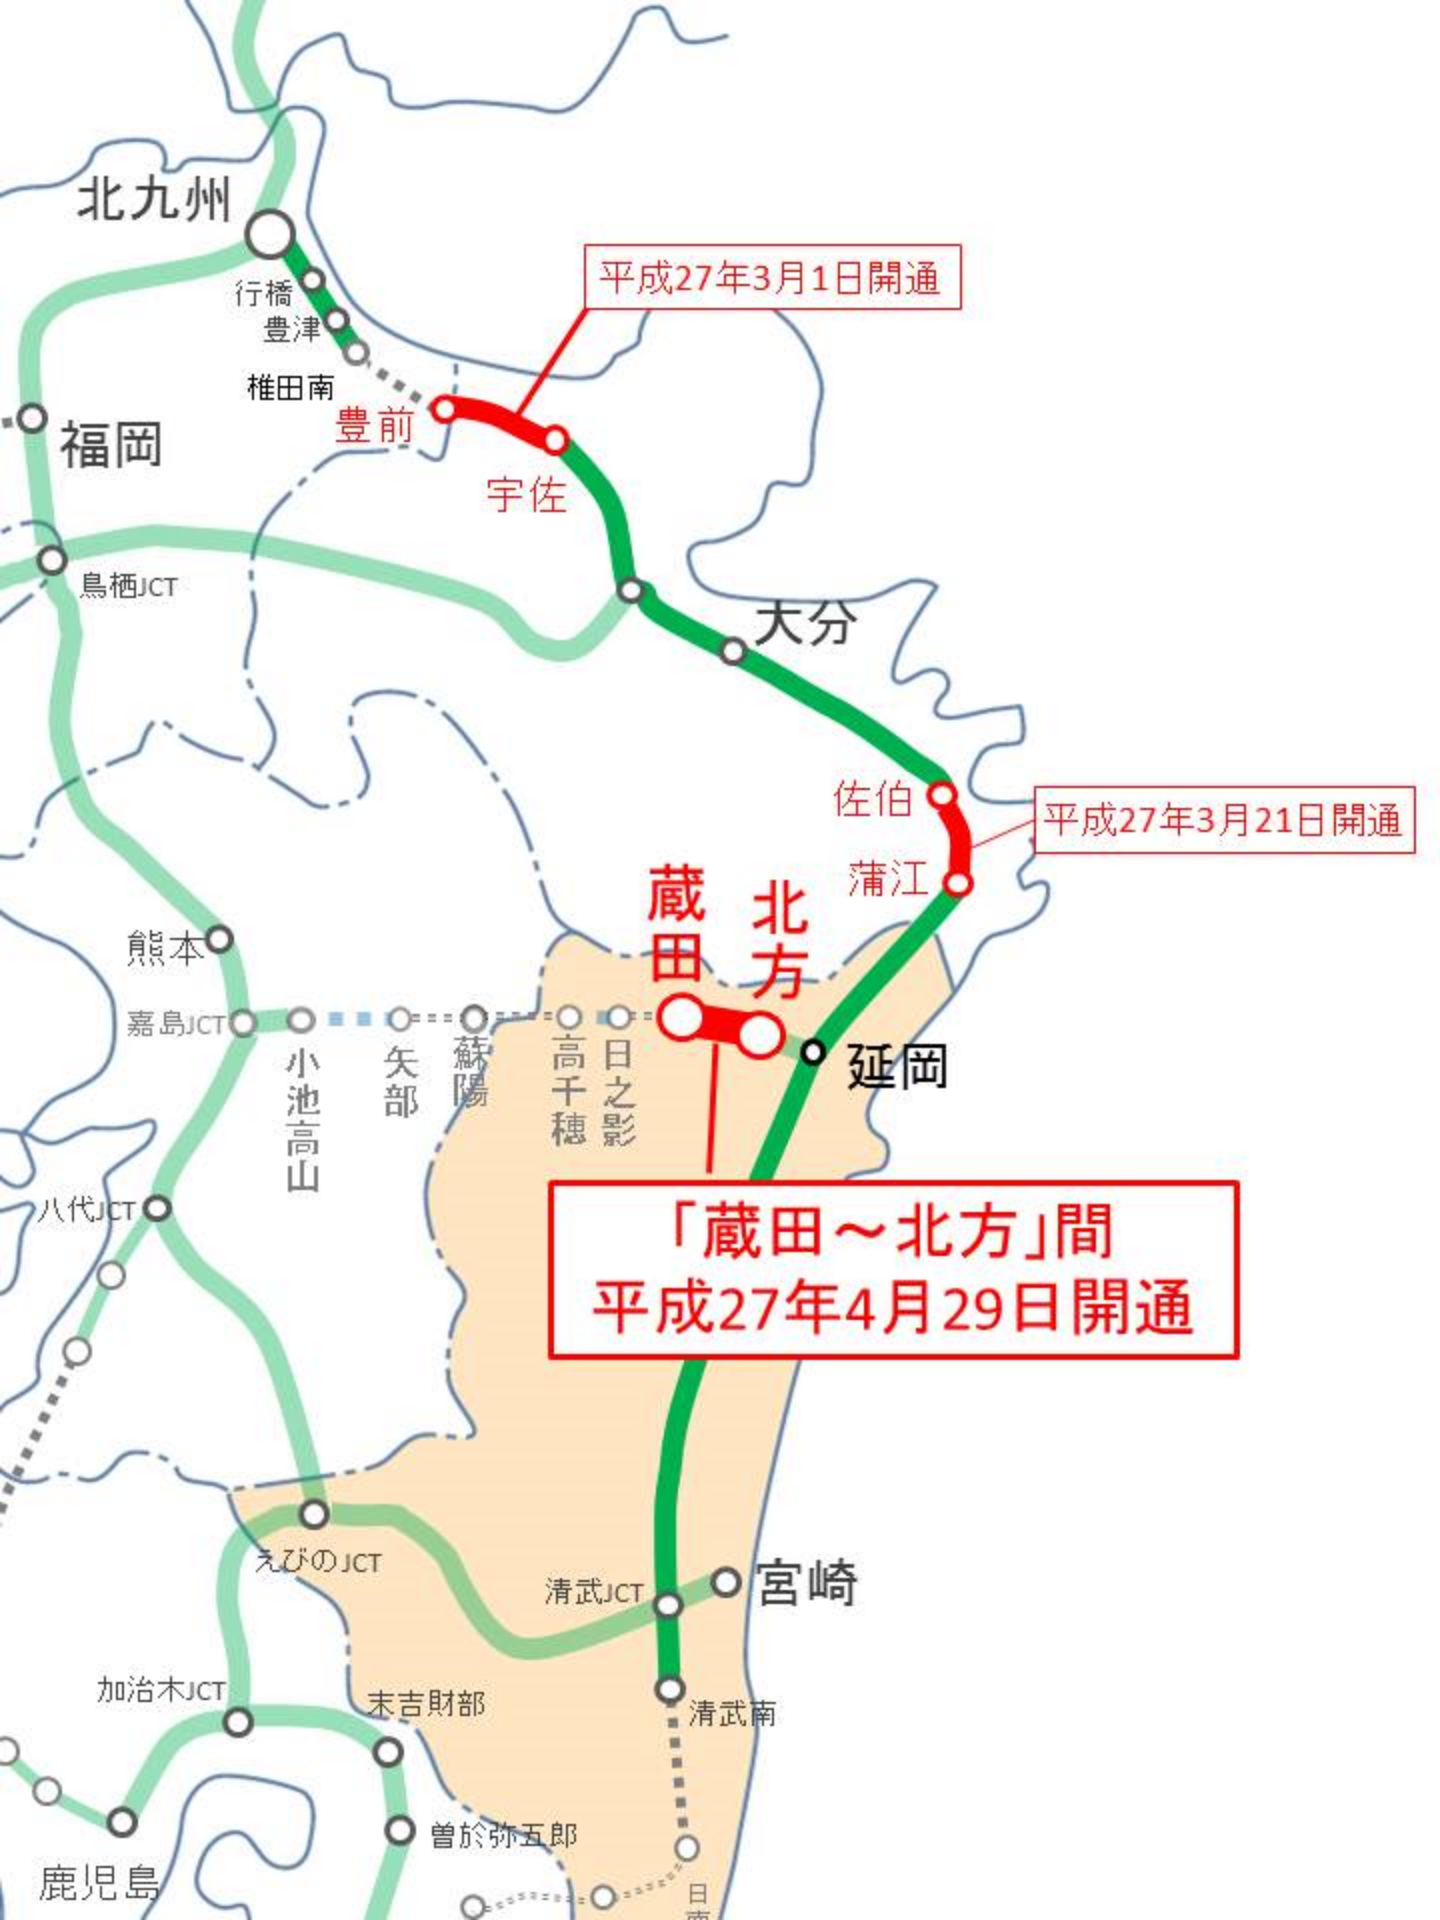 北九州
平成27年3月1日開通
行橋
豊津
椎田南
豊前
福岡
宇佐
鳥栖JCT
大分
佐伯
平成27年3月21日開通
蒲江
蔵田
北方
熊本
嘉島JCT
小池高山
矢部
蘇陽
高千穂
日之影
延岡
八代JCT
「蔵田～北方」間
平成27年4月29日開通
えびのJCT
清武JCT
宮崎
加治木JCT
末吉財部
清武南
曽於弥五郎
鹿児島
日南